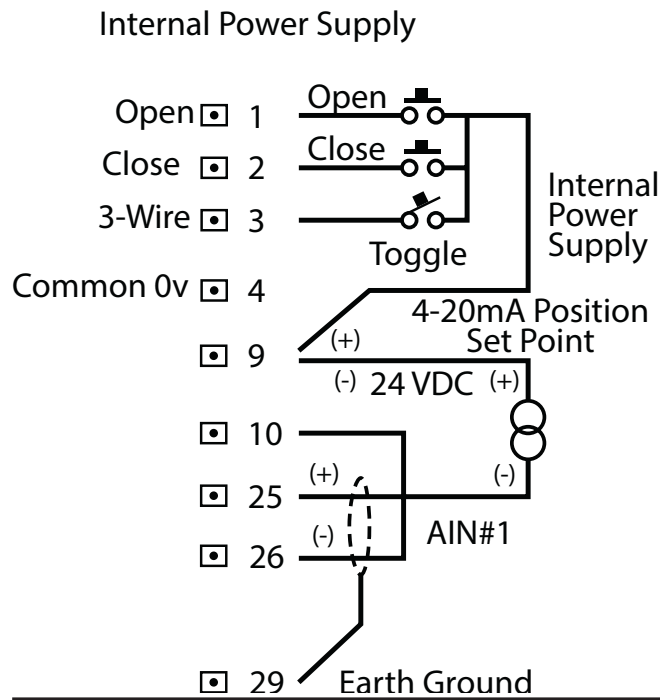 Internal Power Supply
Open 1 Open
Close 2 Close
3-Wire 3
Toggle
Internal
Power
Supply
Common 0v 4
4-20mA Position
Set Point
9 (+)
(-) 24 VDC (+)
10
25 (+) (-)
26 (-) AIN#1
29 Earth Ground